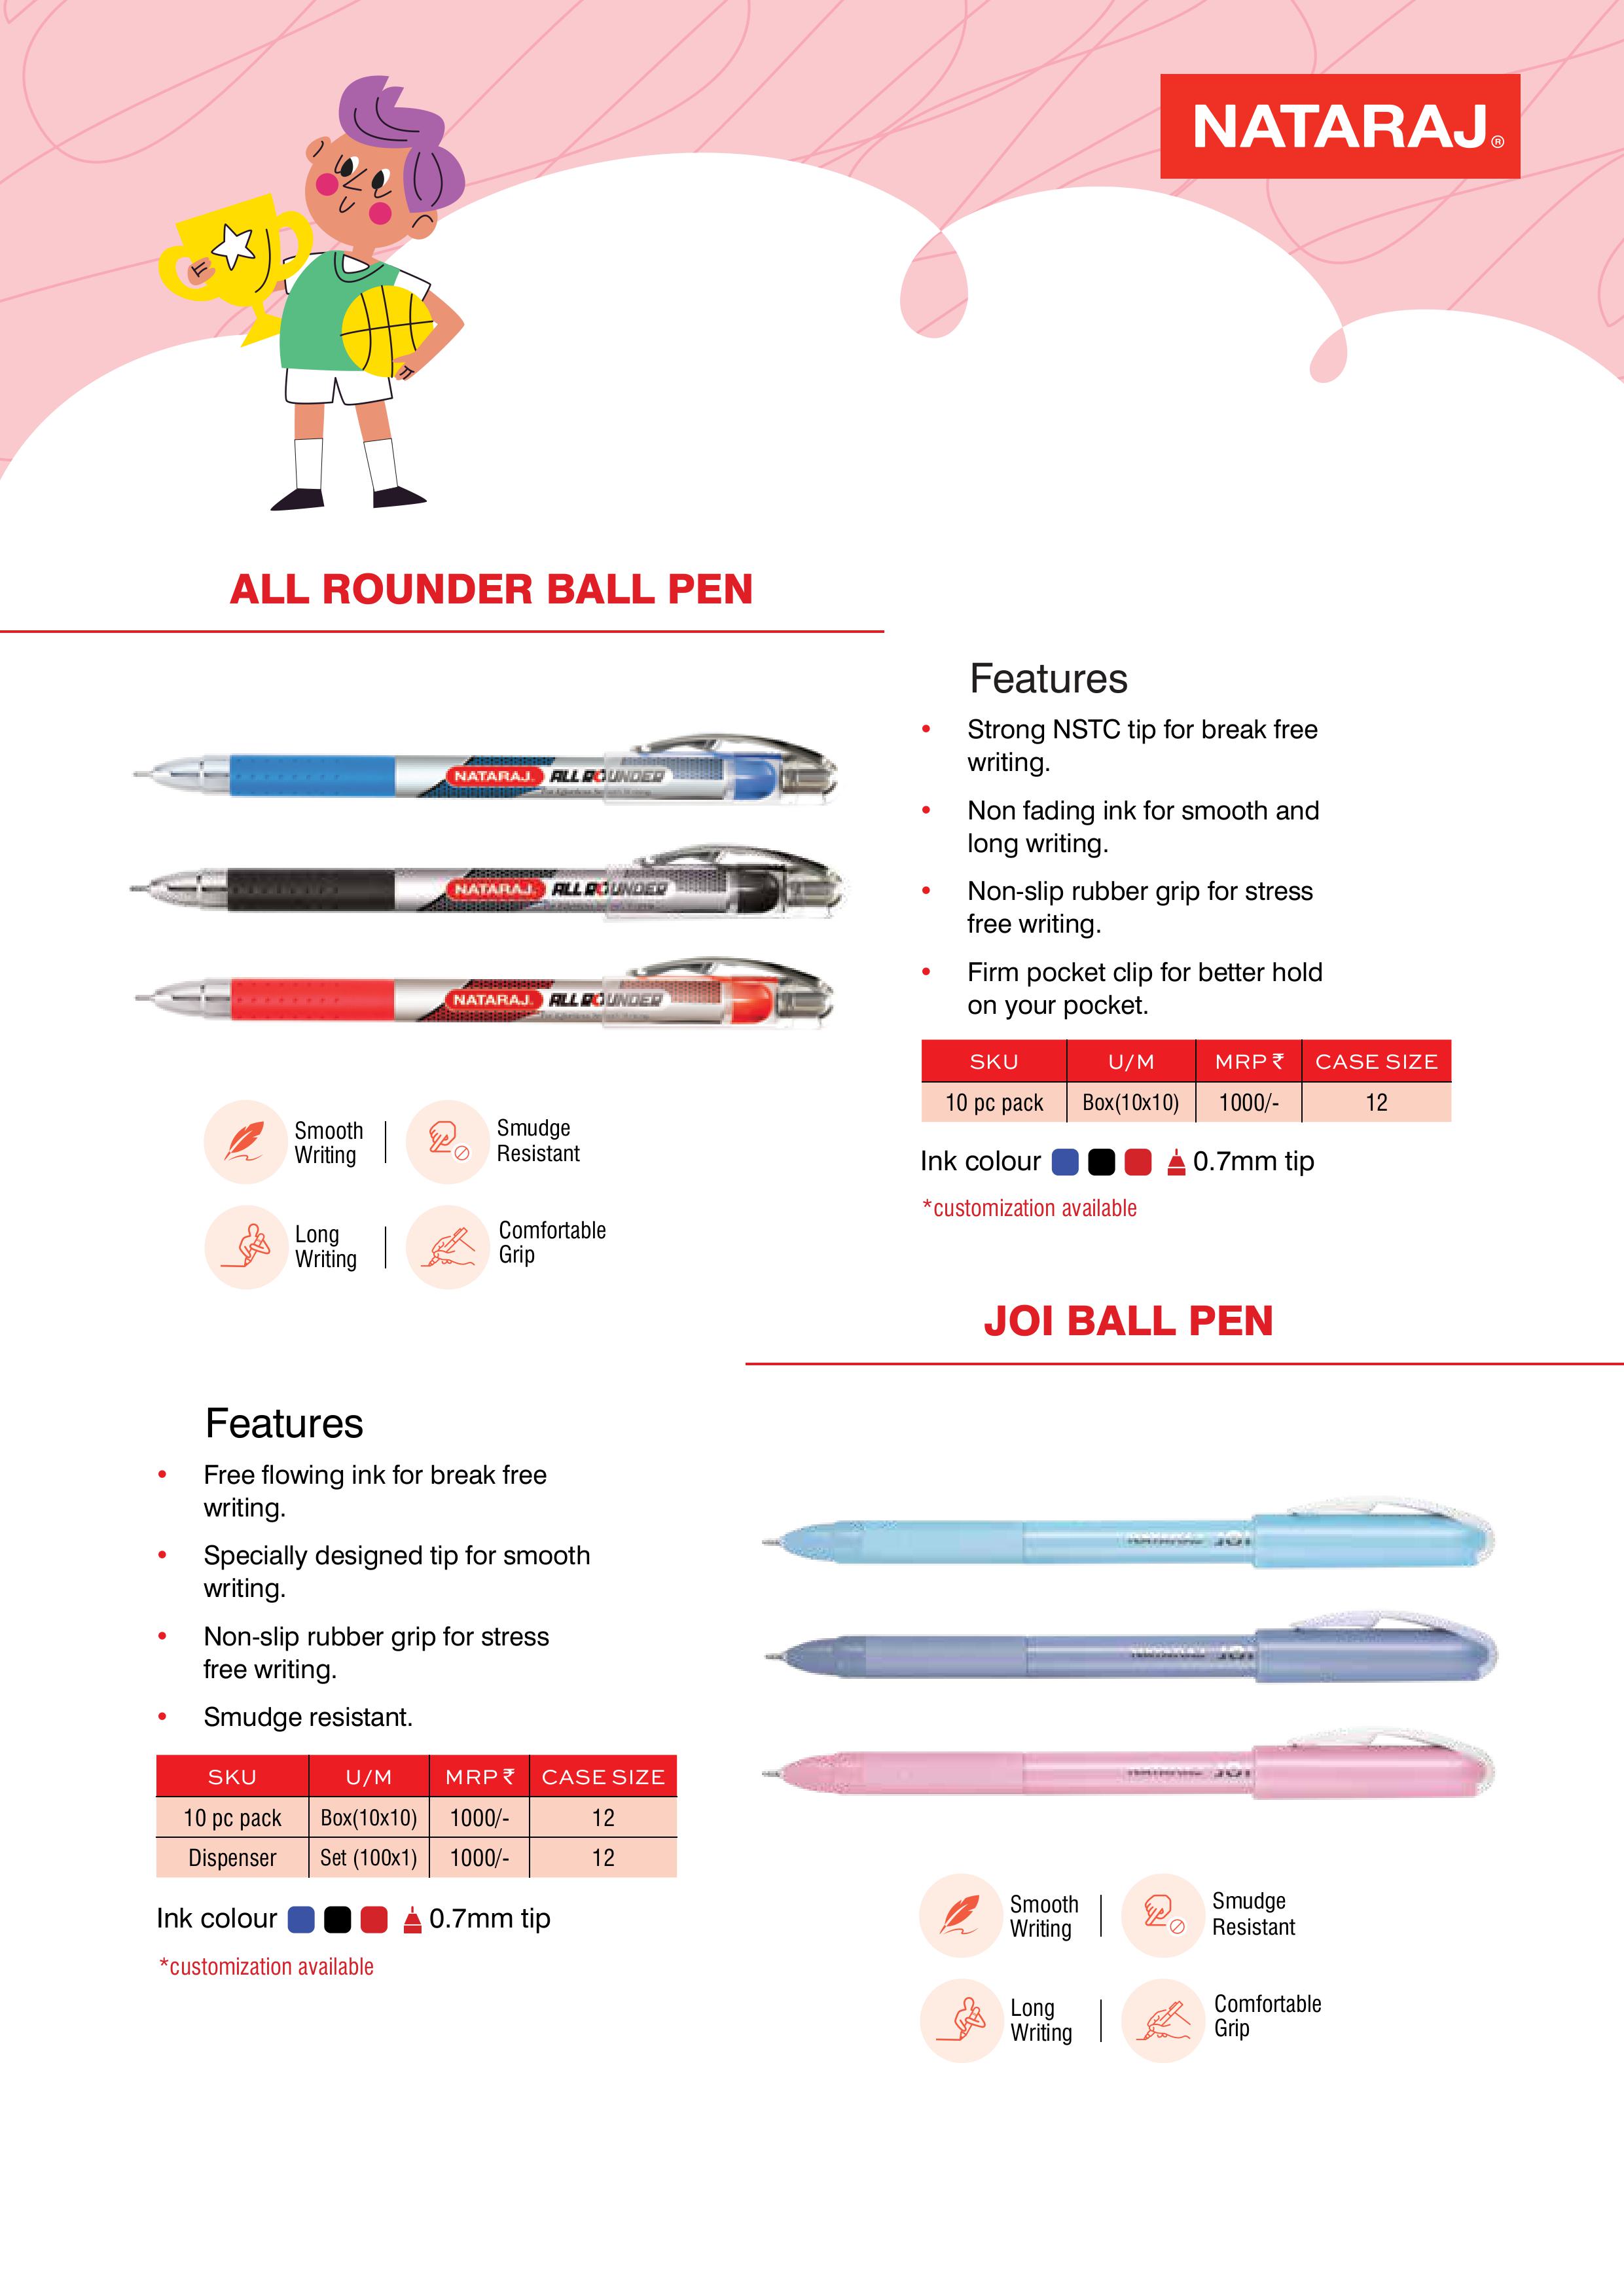 NATARAJ®
ALL ROUNDER BALL PEN
NATARAJ ALL ROUNDER
NATARAJ ALL ROUNDER
NATARAJ ALL ROUNDER
Features
• Strong NSTC tip for break free
writing.
• Non fading ink for smooth and
long writing.
• Non-slip rubber grip for stress
free writing.
• Firm pocket clip for better hold
on your pocket.
SKU U/M MRP ₹ CASE SIZE
10 pc pack Box(10x10) 1000/- 12
Ink colour 0.7mm tip
*customization available
Smooth
Writing
Smudge
Resistant
Long
Writing
Comfortable
Grip
JOI BALL PEN
Features
• Free flowing ink for break free
writing.
• Specially designed tip for smooth
writing.
• Non-slip rubber grip for stress
free writing.
• Smudge resistant.
SKU U/M MRP ₹ CASE SIZE
10 pc pack Box(10x10) 1000/- 12
Dispenser Set (100x1) 1000/- 12
Ink colour 0.7mm tip
*customization available
NATARAJ JOI
NATARAJ JOI
NATARAJ JOI
Smooth
Writing
Smudge
Resistant
Long
Writing
Comfortable
Grip